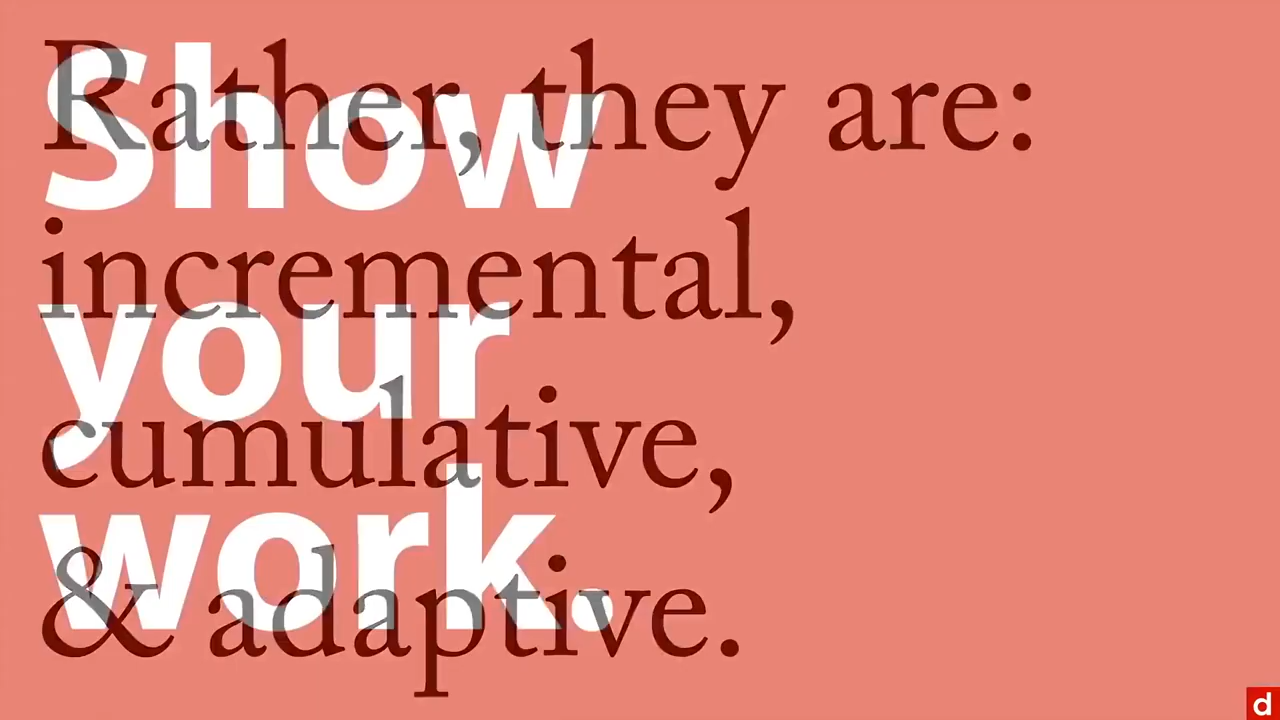 Rather, they are:
incremental,
cumulative,
& adaptive.
Show
your
work.
d